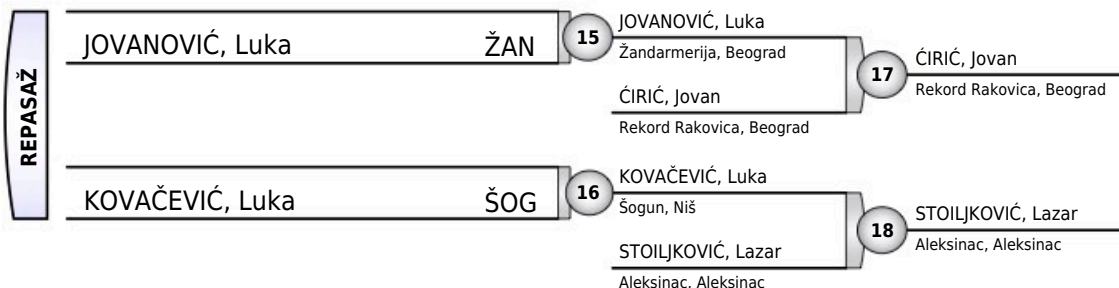 REPASAŽ
JOVANOVIĆ, Luka ŽAN
15
JOVANOVIĆ, Luka
Žandarmerija, Beograd
ĆIRIĆ, Jovan
Rekord Rakovica, Beograd
17
ĆIRIĆ, Jovan
Rekord Rakovica, Beograd
KOVAČEVIĆ, Luka ŠOG
16
KOVAČEVIĆ, Luka
Šogun, Niš
STOILJKOVIĆ, Lazar
Aleksinac, Aleksinac
18
STOILJKOVIĆ, Lazar
Aleksinac, Aleksinac